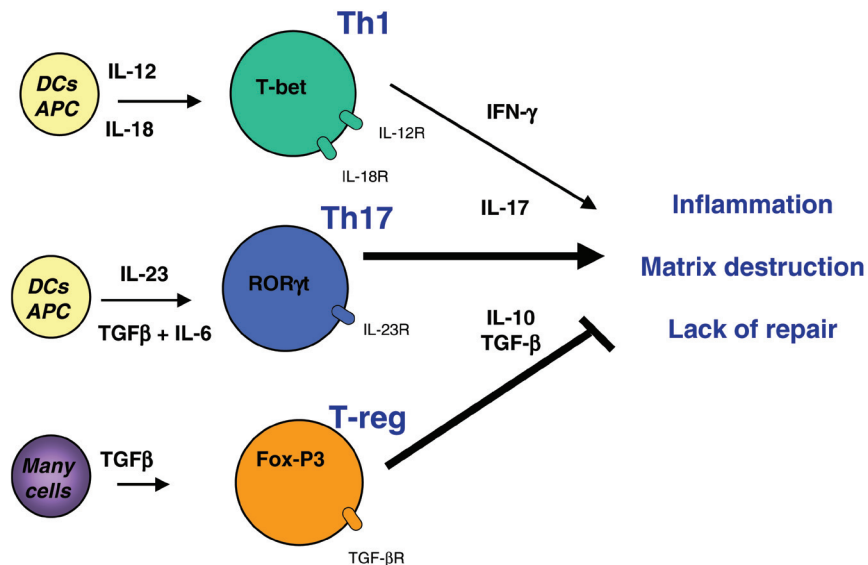 Th1
DCs
APC
IL-12
IL-18
T-bet
IL-12R
IL-18R
IFN-γ
Th17
DCs
APC
IL-23
TGFβ + IL-6
RORγt
IL-23R
IL-17
T-reg
Many
cells
TGFβ
Fox-P3
TGF-βR
IL-10
TGF-β
Inflammation
Matrix destruction
Lack of repair